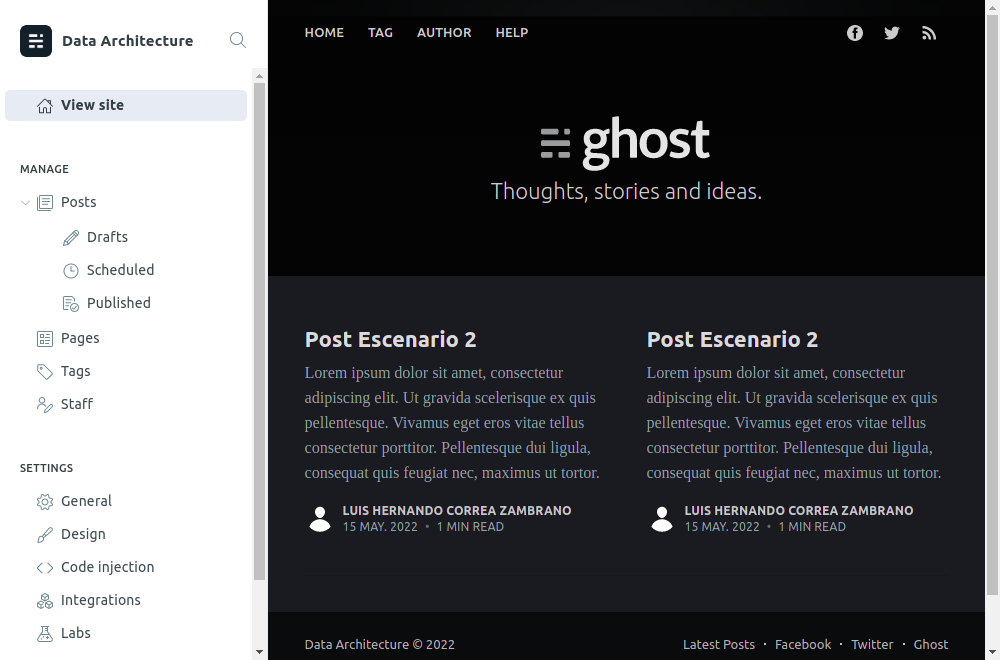 Data Architecture
View site
MANAGE
Posts
Drafts
Scheduled
Published
Pages
Tags
Staff
SETTINGS
General
Design
Code injection
Integrations
Labs
HOME TAG AUTHOR HELP
ghost
Thoughts, stories and ideas.
Post Escenario 2
Lorem ipsum dolor sit amet, consectetur
adipiscing elit. Ut gravida scelerisque ex quis
pellentesque. Vivamus eget eros vitae tellus
consectetur porttitor. Pellentesque dui ligula,
consequat quis feugiat nec, maximus ut tortor.
LUIS HERNANDO CORREA ZAMBRANO
15 MAY. 2022 • 1 MIN READ
Post Escenario 2
Lorem ipsum dolor sit amet, consectetur
adipiscing elit. Ut gravida scelerisque ex quis
pellentesque. Vivamus eget eros vitae tellus
consectetur porttitor. Pellentesque dui ligula,
consequat quis feugiat nec, maximus ut tortor.
LUIS HERNANDO CORREA ZAMBRANO
15 MAY. 2022 • 1 MIN READ
Data Architecture © 2022
Latest Posts · Facebook · Twitter · Ghost